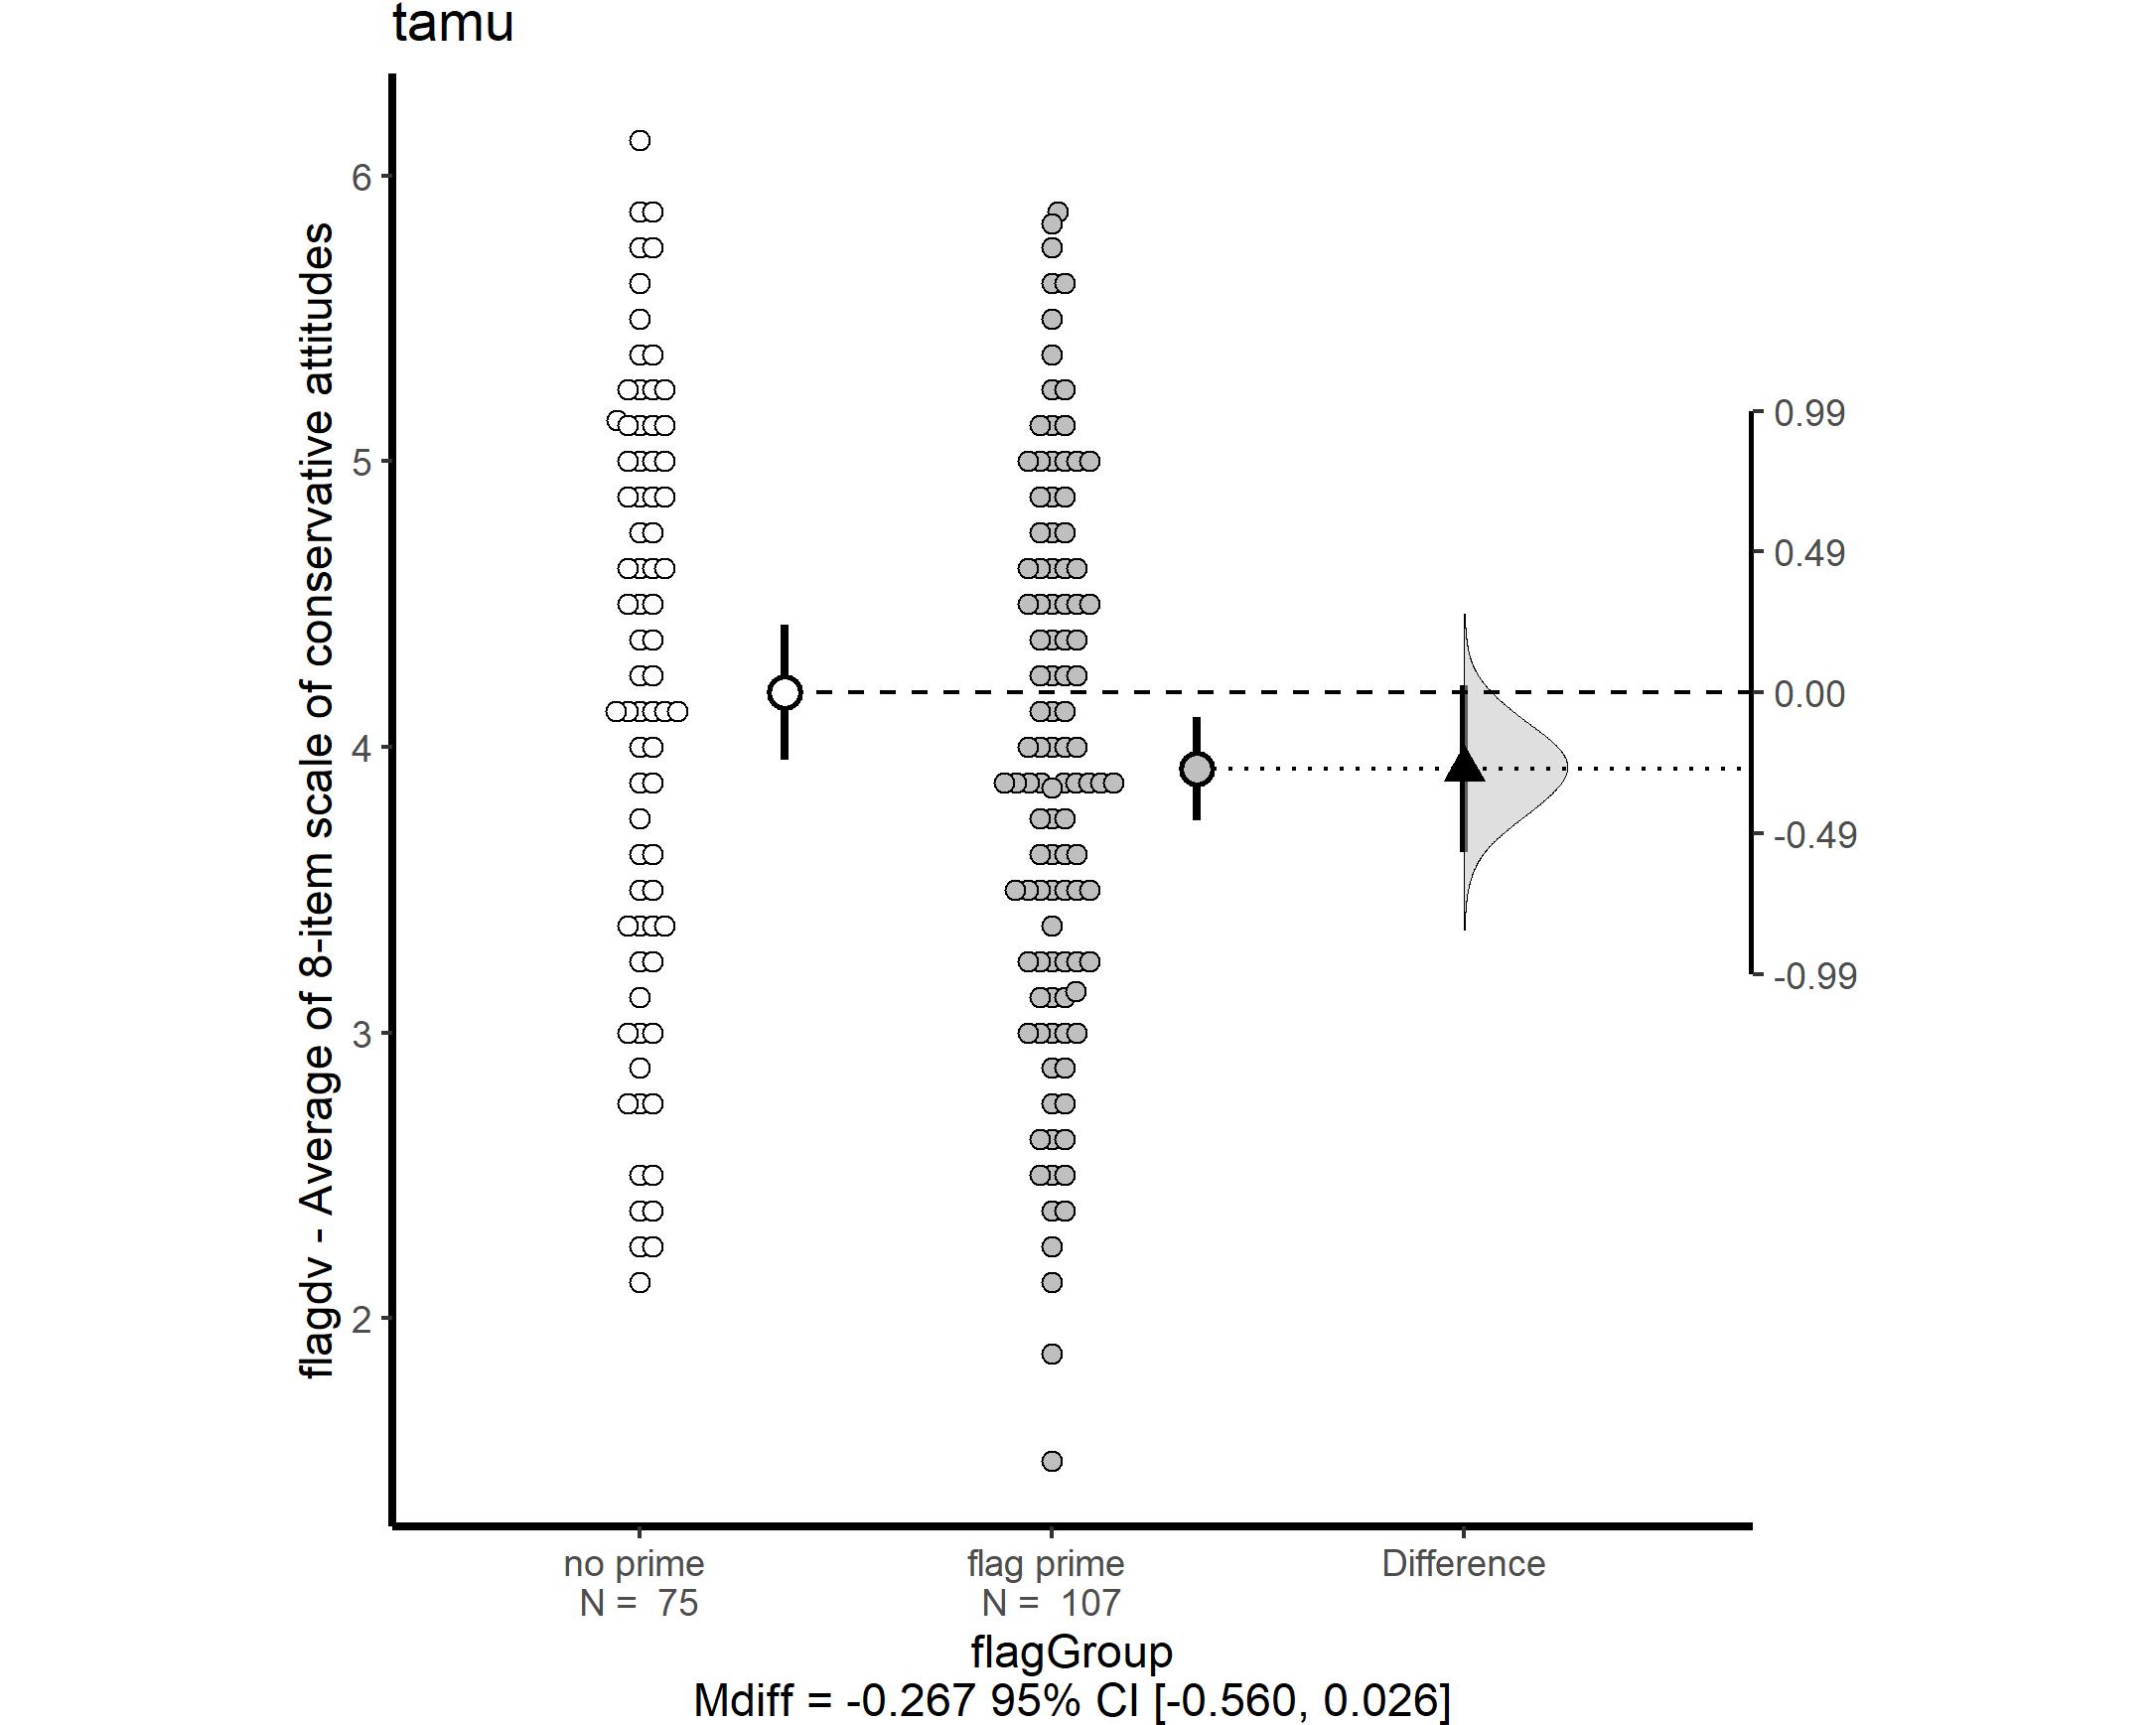 tamu
flagdv - Average of 8-item scale of conservative attitudes
6
5
4
3
2
0.99
0.49
0.00
-0.49
-0.99
no prime
N =  75
flag prime
N =  107
Difference
flagGroup
Mdiff = -0.267 95% CI [-0.560, 0.026]